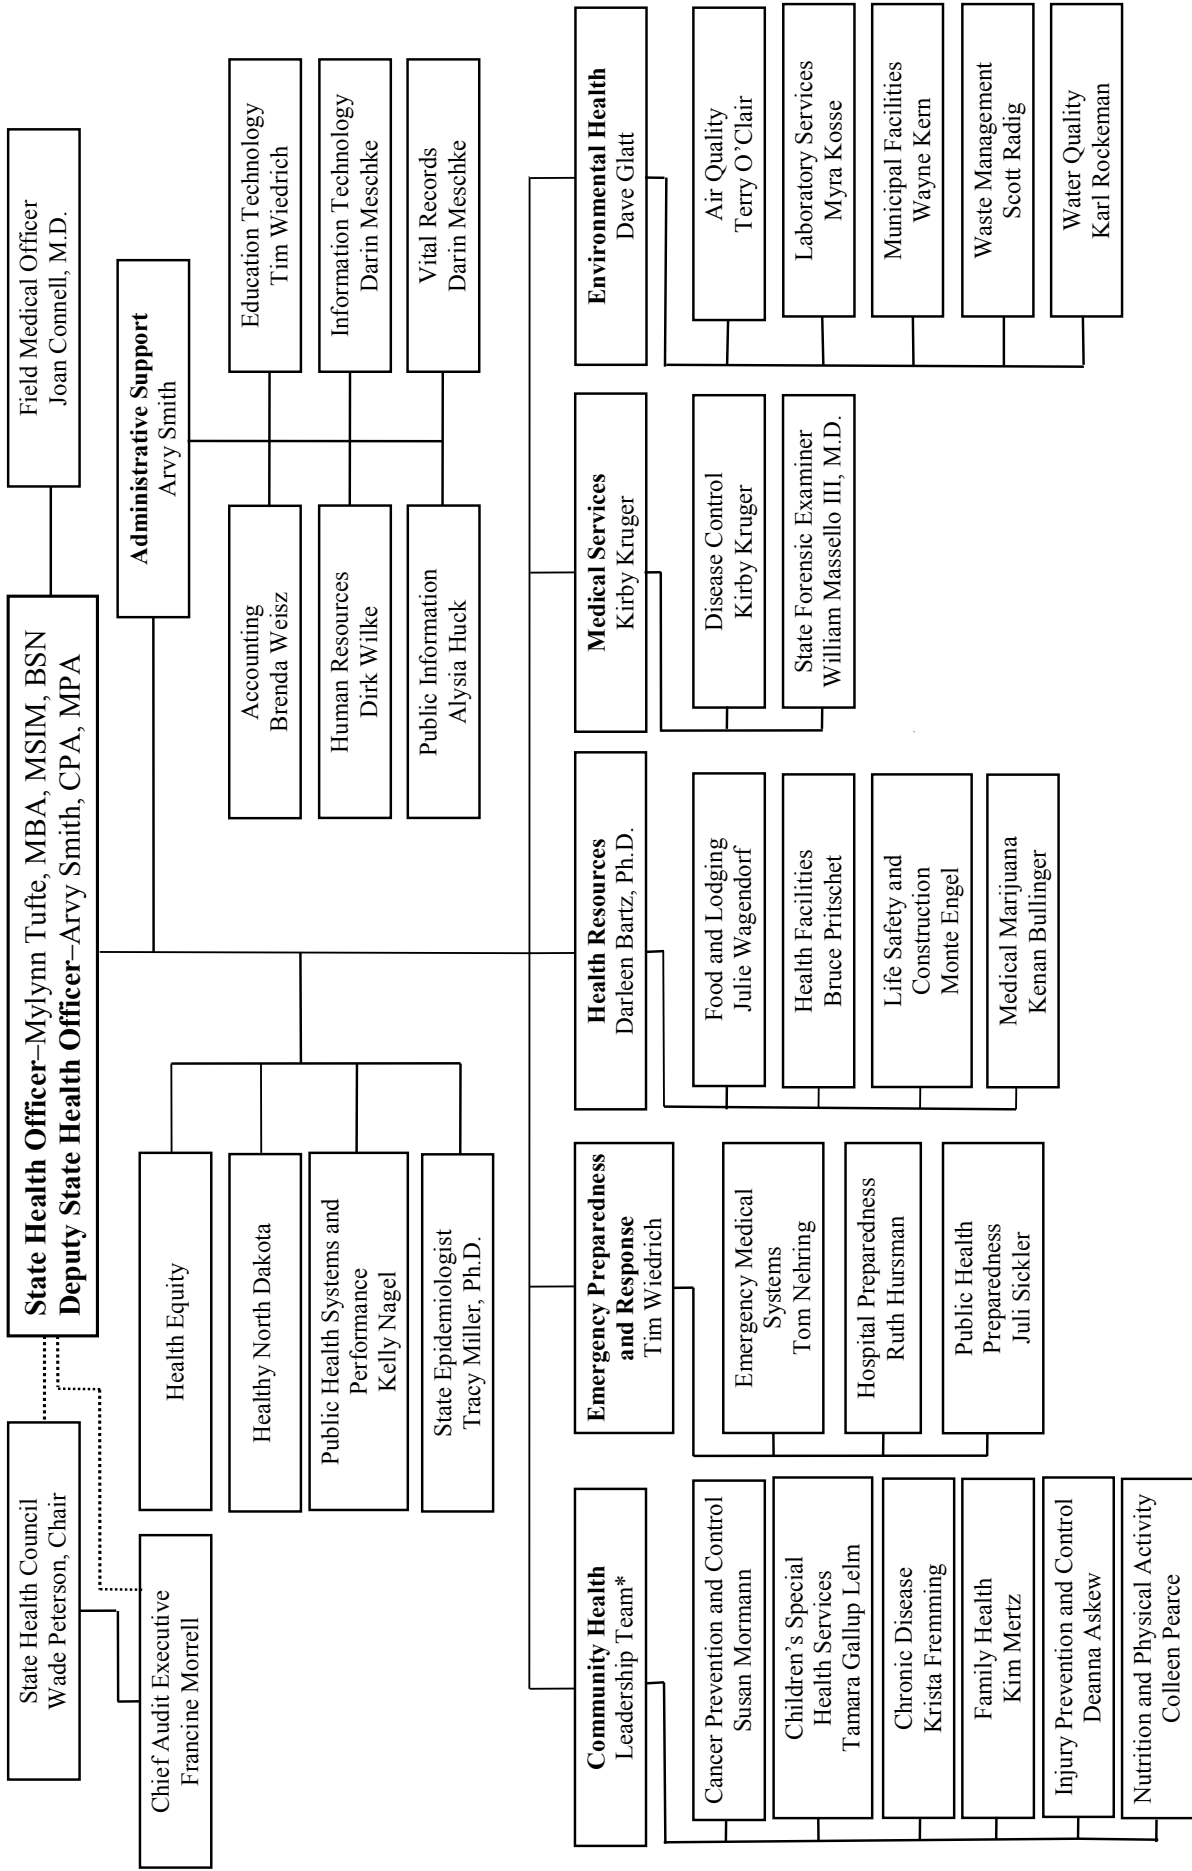 State Health Council
Wade Peterson, Chair
State Health Officer–Mylynn Tufte, MBA, MSIM, BSN
Deputy State Health Officer–Arvy Smith, CPA, MPA
Field Medical Officer
Joan Connell, M.D.
Chief Audit Executive
Francine Morrell
Health Equity
Healthy North Dakota
Public Health Systems and
Performance
Kelly Nagel
State Epidemiologist
Tracy Miller, Ph.D.
Administrative Support
Arvy Smith
Accounting
Brenda Weisz
Education Technology
Tim Wiedrich
Human Resources
Dirk Wilke
Information Technology
Darin Meschke
Public Information
Alysia Huck
Vital Records
Darin Meschke
Community Health
Leadership Team*
Cancer Prevention and Control
Susan Mormann
Children’s Special
Health Services
Tamara Gallup Lelm
Chronic Disease
Krista Fremming
Family Health
Kim Mertz
Injury Prevention and Control
Deanna Askew
Nutrition and Physical Activity
Colleen Pearce
Emergency Preparedness
and Response
Tim Wiedrich
Emergency Medical
Systems
Tom Nehring
Hospital Preparedness
Ruth Hursman
Public Health
Preparedness
Juli Sickler
Health Resources
Darleen Bartz, Ph.D.
Food and Lodging
Julie Wagendorf
Health Facilities
Bruce Pritschet
Life Safety and
Construction
Monte Engel
Medical Marijuana
Kenan Bullinger
Medical Services
Kirby Kruger
Disease Control
Kirby Kruger
State Forensic Examiner
William Massello III, M.D.
Environmental Health
Dave Glatt
Air Quality
Terry O’Clair
Laboratory Services
Myra Kosse
Municipal Facilities
Wayne Kern
Waste Management
Scott Radig
Water Quality
Karl Rockeman